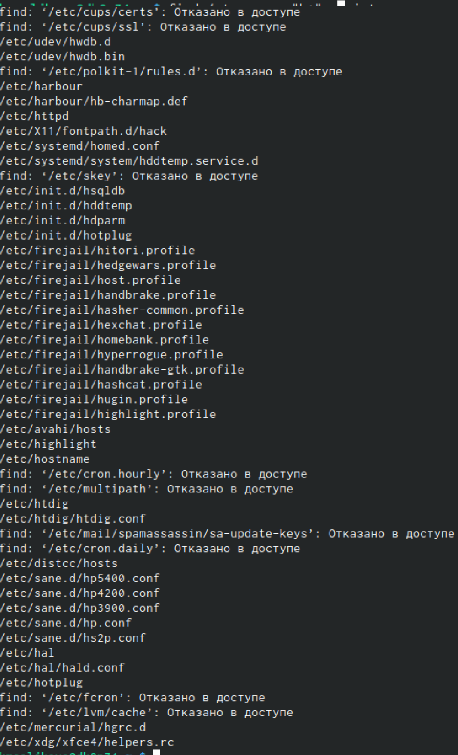 find: ‘/etc/cups/certs’: Отказано в доступе
find: ‘/etc/cups/ssl’: Отказано в доступе
/etc/udev/hwdb.d
/etc/udev/hwdb.bin
find: ‘/etc/polkit-1/rules.d’: Отказано в доступе
/etc/harbour
/etc/harbour/hb-charmap.def
/etc/httpd
/etc/X11/fontpath.d/hack
/etc/systemd/homed.conf
/etc/systemd/system/hddtemp.service.d
find: ‘/etc/skey’: Отказано в доступе
/etc/init.d/hsqldb
/etc/init.d/hddtemp
/etc/init.d/hdparm
/etc/init.d/hotplug
/etc/firejail/hitori.profile
/etc/firejail/hedgewars.profile
/etc/firejail/host.profile
/etc/firejail/handbrake.profile
/etc/firejail/hasher-common.profile
/etc/firejail/hexchat.profile
/etc/firejail/homebank.profile
/etc/firejail/hyperrogue.profile
/etc/firejail/handbrake-gtk.profile
/etc/firejail/hashcat.profile
/etc/firejail/hugin.profile
/etc/firejail/highlight.profile
/etc/avahi/hosts
/etc/highlight
/etc/hostname
find: ‘/etc/cron.hourly’: Отказано в доступе
find: ‘/etc/multipath’: Отказано в доступе
/etc/htdig
/etc/htdig/htdig.conf
find: ‘/etc/mail/spamassassin/sa-update-keys’: Отказано в доступе
find: ‘/etc/cron.daily’: Отказано в доступе
/etc/distcc/hosts
/etc/sane.d/hp5400.conf
/etc/sane.d/hp4200.conf
/etc/sane.d/hp3900.conf
/etc/sane.d/hp.conf
/etc/sane.d/hs2p.conf
/etc/hal
/etc/hal/hald.conf
/etc/hotplug
find: ‘/etc/fcron’: Отказано в доступе
find: ‘/etc/lvm/cache’: Отказано в доступе
/etc/mercurial/hgrc.d
/etc/xdg/xfce4/helpers.rc